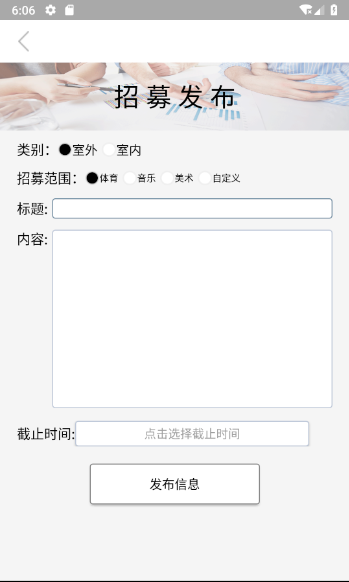 6:06
招募发布
类别： 室外 室内
招募范围： 体育 音乐 美术 自定义
标题:
内容:
截止时间: 点击选择截止时间
发布信息